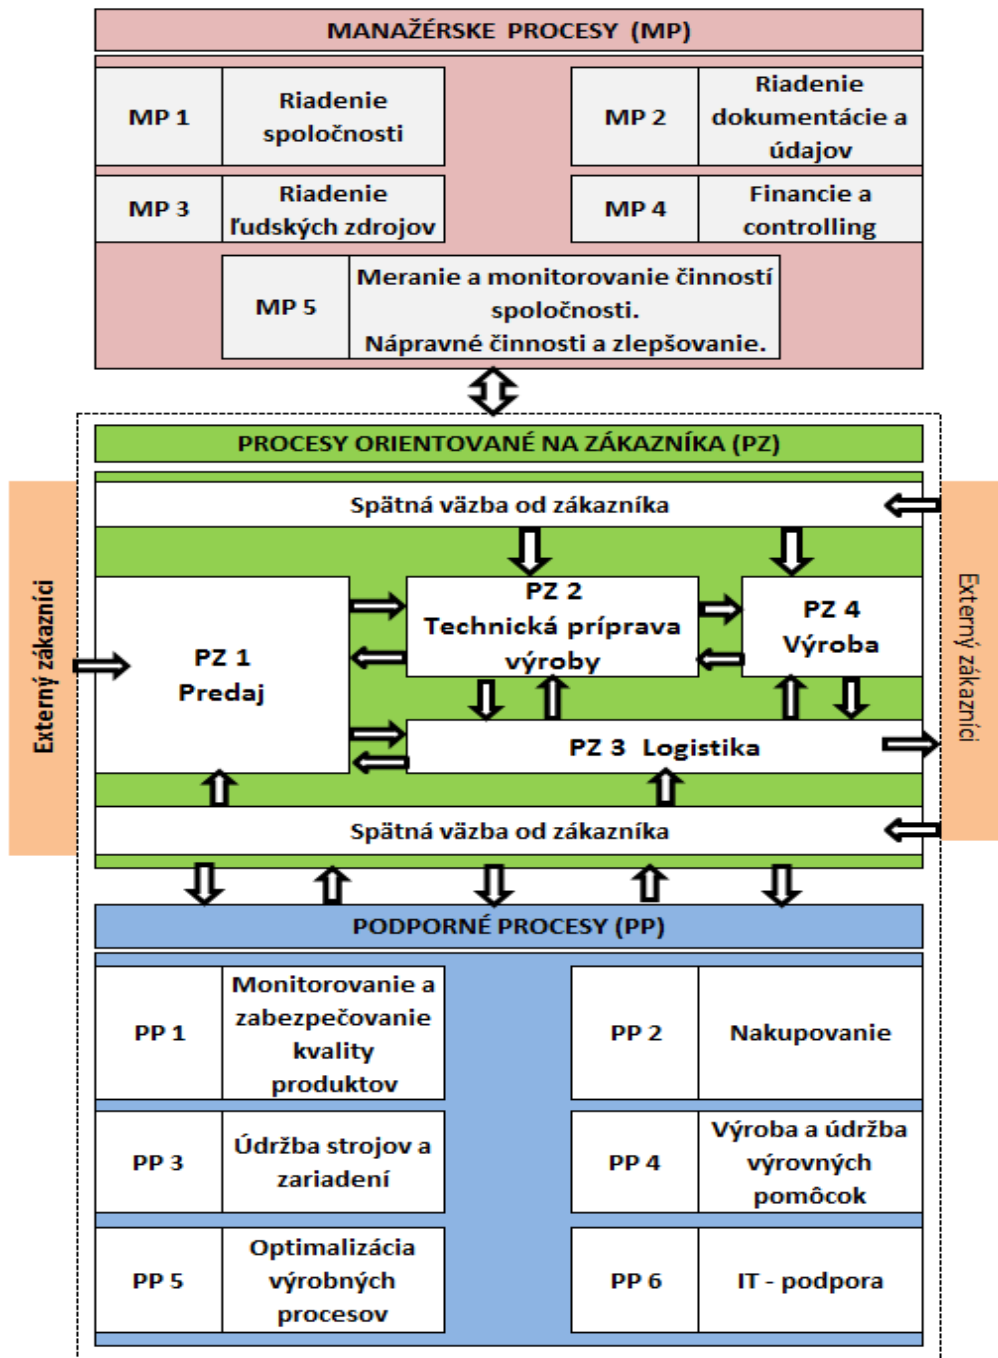 MANAŽÉRSKE PROCESY (MP)
MP 1
Riadenie
spoločnosti
MP 2
Riadenie
dokumentácie a
údajov
MP 3
Riadenie
ľudských zdrojov
MP 4
Financie a
controlling
MP 5
Meranie a monitorovanie činností
spoločnosti.
Nápravné činnosti a zlepšovanie.
PROCESY ORIENTOVANÉ NA ZÁKAZNÍKA (PZ)
Spätná väzba od zákazníka
Externý zákazníci
PZ 1
Predaj
PZ 2
Technická príprava
výroby
PZ 4
Výroba
PZ 3 Logistika
Externý zákazníci
Spätná väzba od zákazníka
PODPORNÉ PROCESY (PP)
PP 1
Monitorovanie a
zabezpečovanie
kvality
produktov
PP 2
Nakupovanie
PP 3
Údržba strojov a
zariadení
PP 4
Výroba a údržba
výrovných
pomôcok
PP 5
Optimalizácia
výrobných
procesov
PP 6
IT - podpora